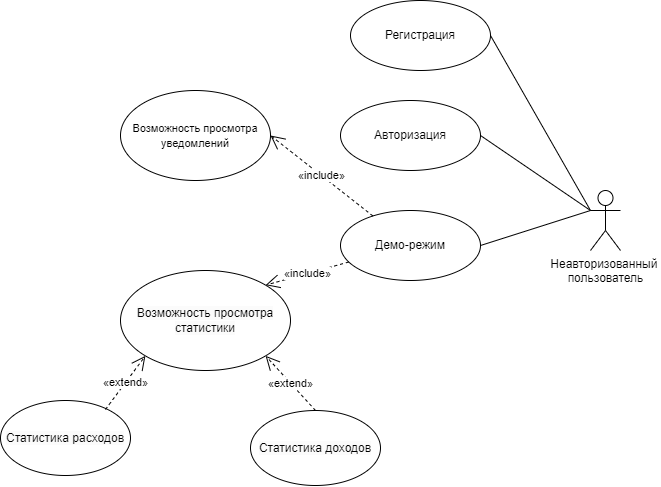 Регистрация
Возможность просмотра
уведомлений
Авторизация
«include»
Демо-режим
Неавторизованный
пользователь
«include»
Возможность просмотра
статистики
«extend»
«extend»
Статистика расходов
Статистика доходов